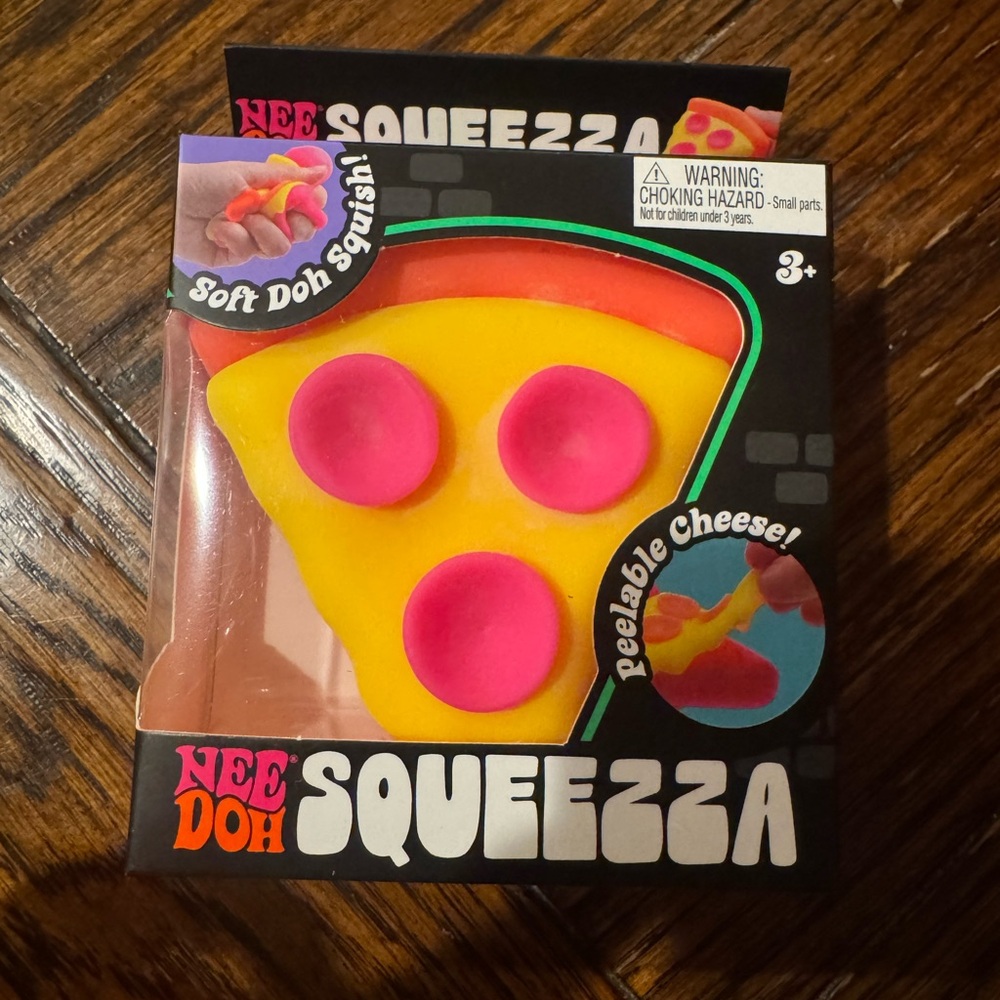 NEE® SQUEEZZA
Soft Doh Squish!
WARNING:
CHOKING HAZARD - Small parts.
Not for children under 3 years.
3+
Peelable Cheese!
NEE®
DOH
SQUEEZZA